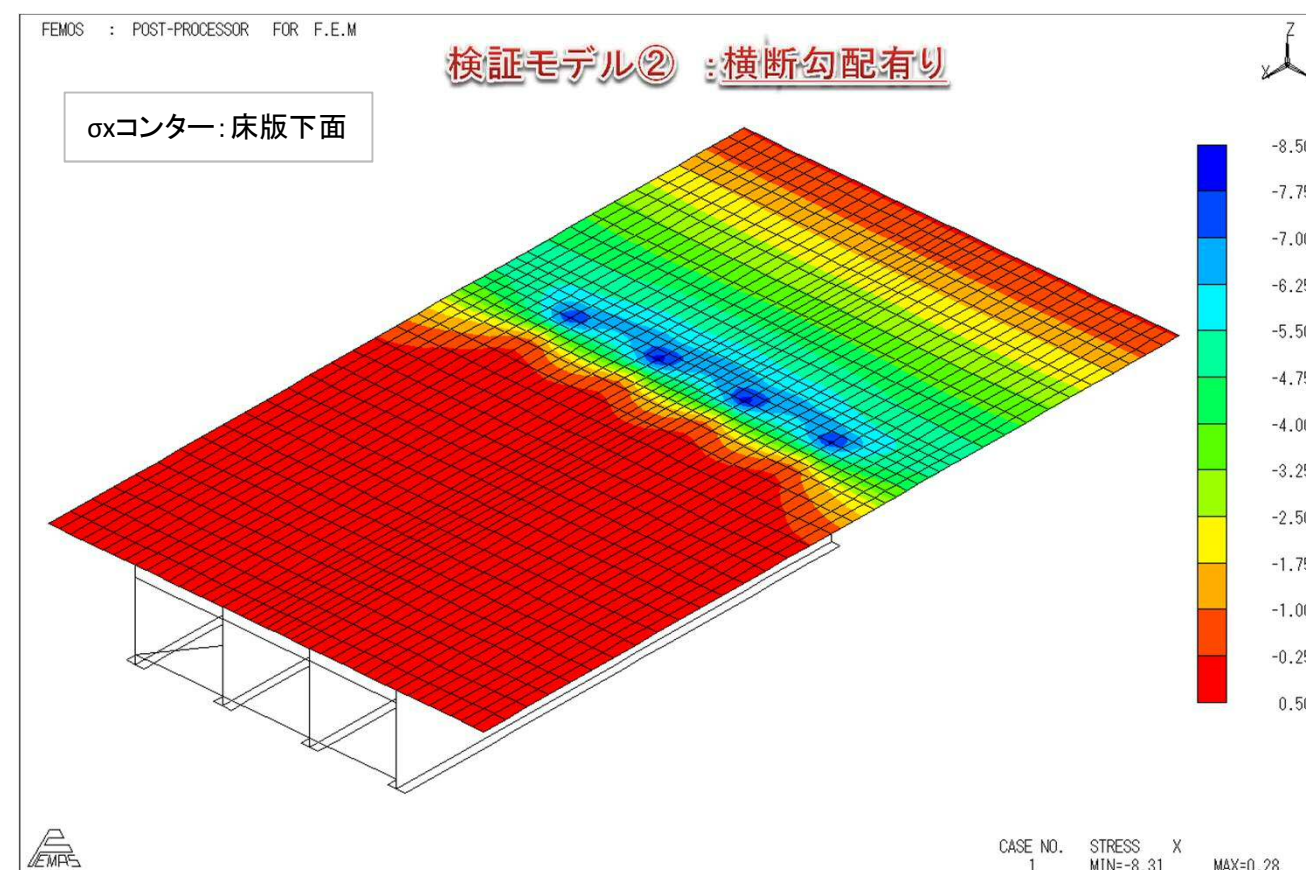 FEMOS : POST-PROCESSOR FOR F.E.M
検証モデル② :横断勾配有り
σxコンター:床版下面
Z
X
-8.50
-7.75
-7.00
-6.25
-5.50
-4.75
-4.00
-3.25
-2.50
-1.75
-1.00
-0.25
0.50
FEMAS
CASE NO. STRESS X
1 MIN=-8.31 MAX=0.28